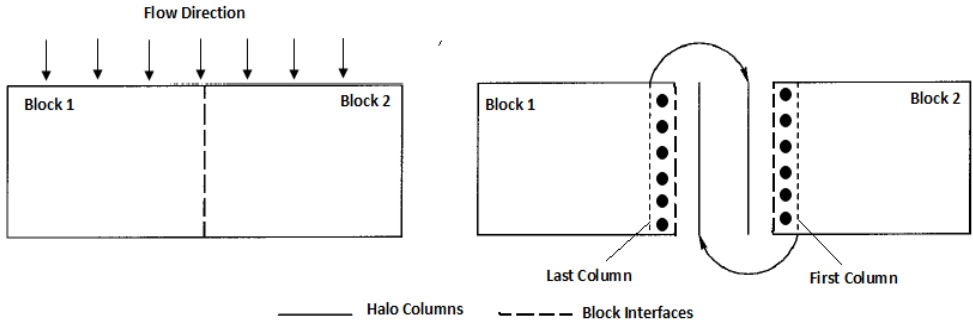 Flow Direction
Block 1
Block 2
Block 1
Block 2
Last Column
First Column
Halo Columns
Block Interfaces